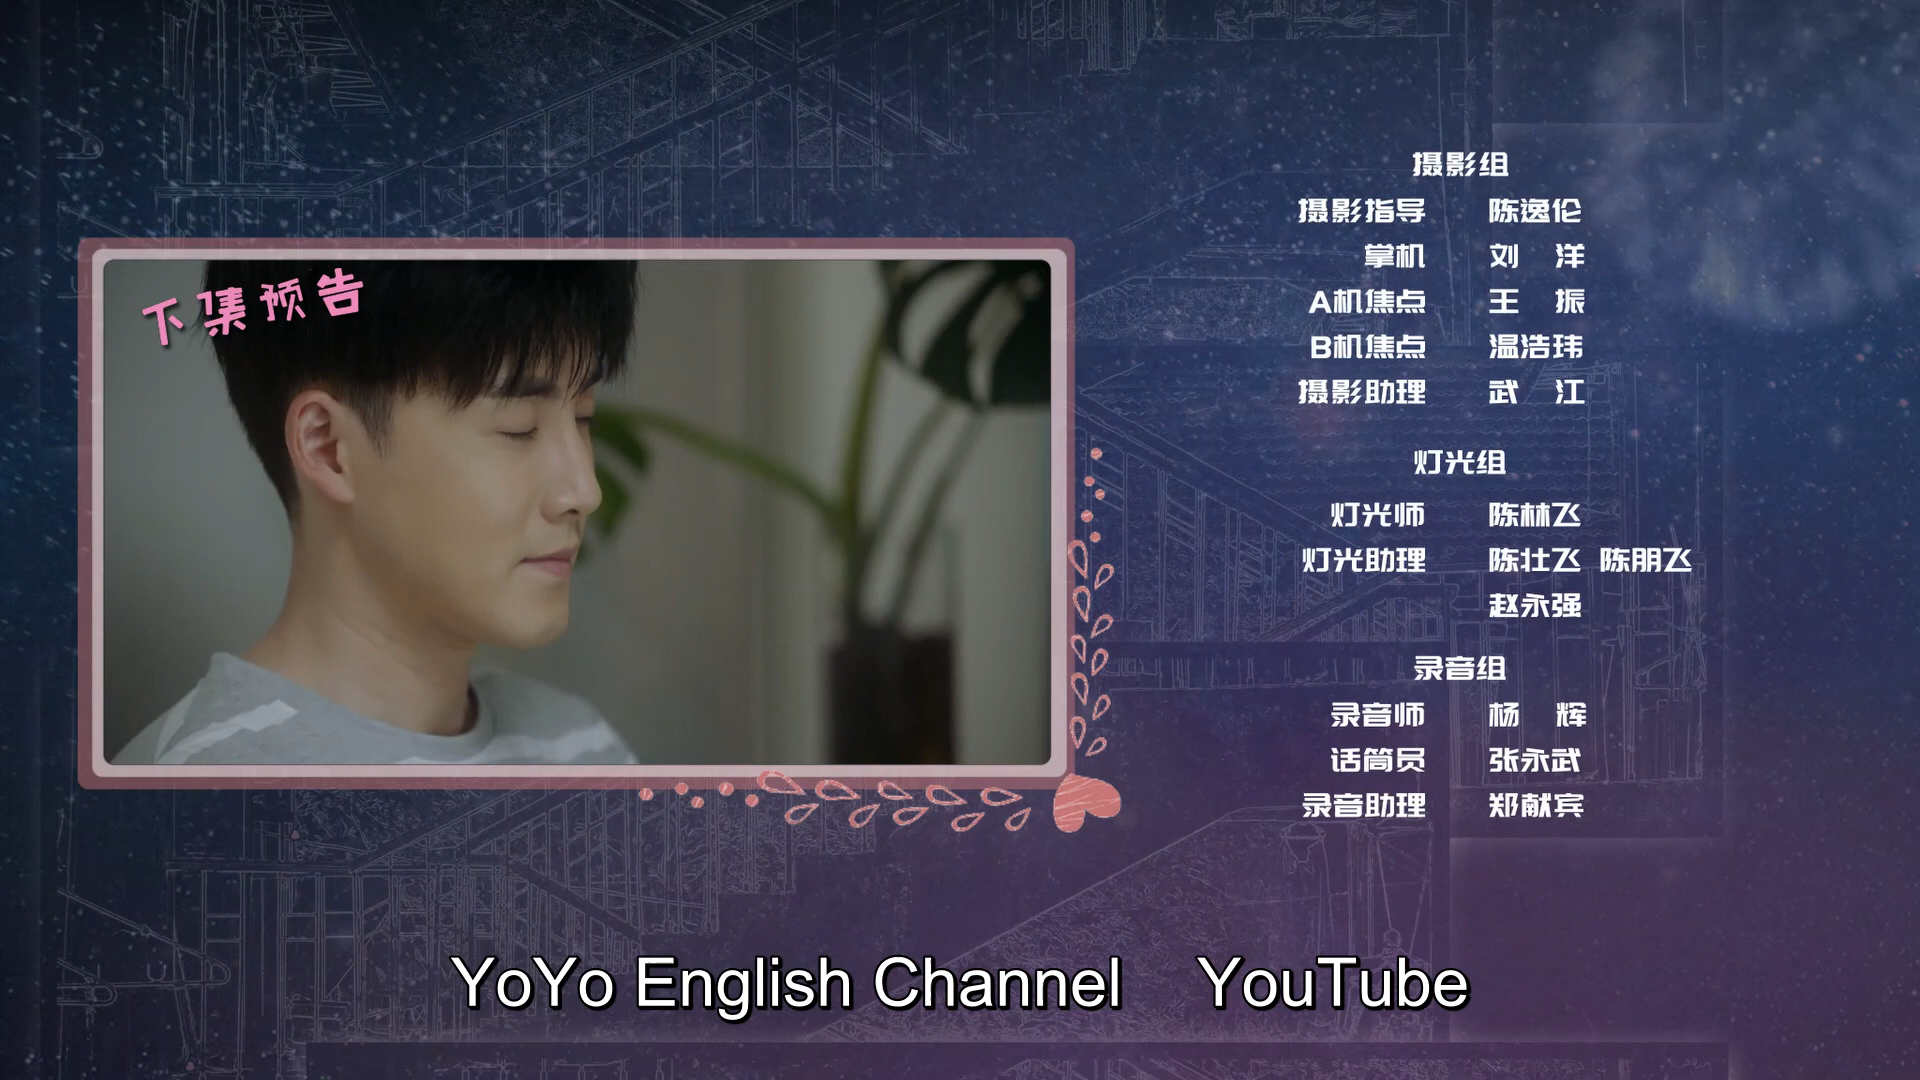 下集预告
摄影组
摄影指导 陈逸伦
掌机 刘 洋
A机焦点 王 振
B机焦点 温浩玮
摄影助理 武 江
灯光组
灯光师 陈林飞
灯光助理 陈壮飞 陈朋飞
赵永强
录音组
录音师 杨 辉
话筒员 张永武
录音助理 郑献宾
YoYo English Channel YouTube